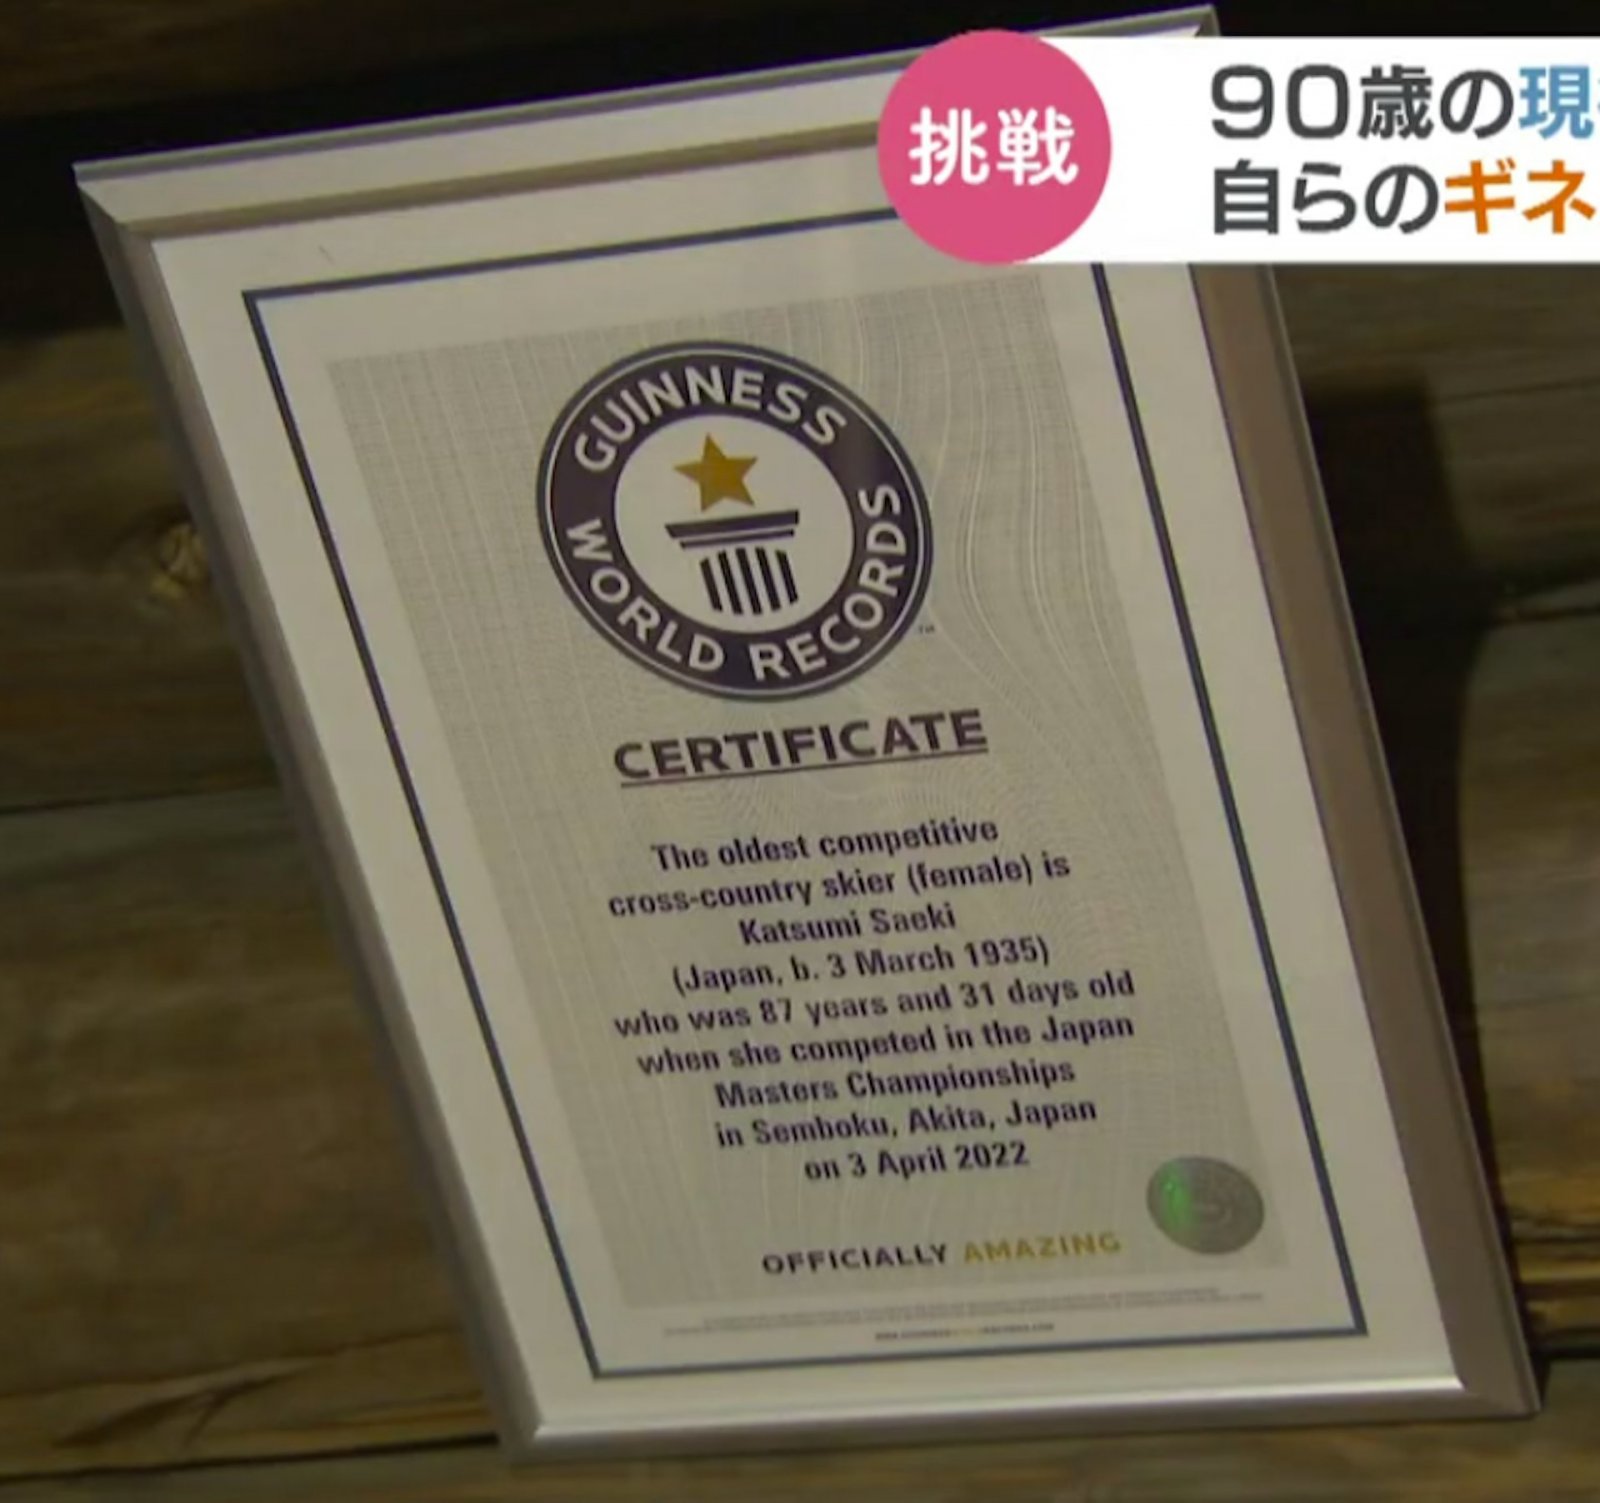 挑戦
90歳の現
自らのギネ
GUINNESS
WORLD RECORDS
TM
CERTIFICATE
The oldest competitive
cross-country skier (female) is
Katsumi Saeki
(Japan, b. 3 March 1935)
who was 87 years and 31 days old
when she competed in the Japan
Masters Championships
in Semboku, Akita, Japan
on 3 April 2022
OFFICIALLY AMAZING